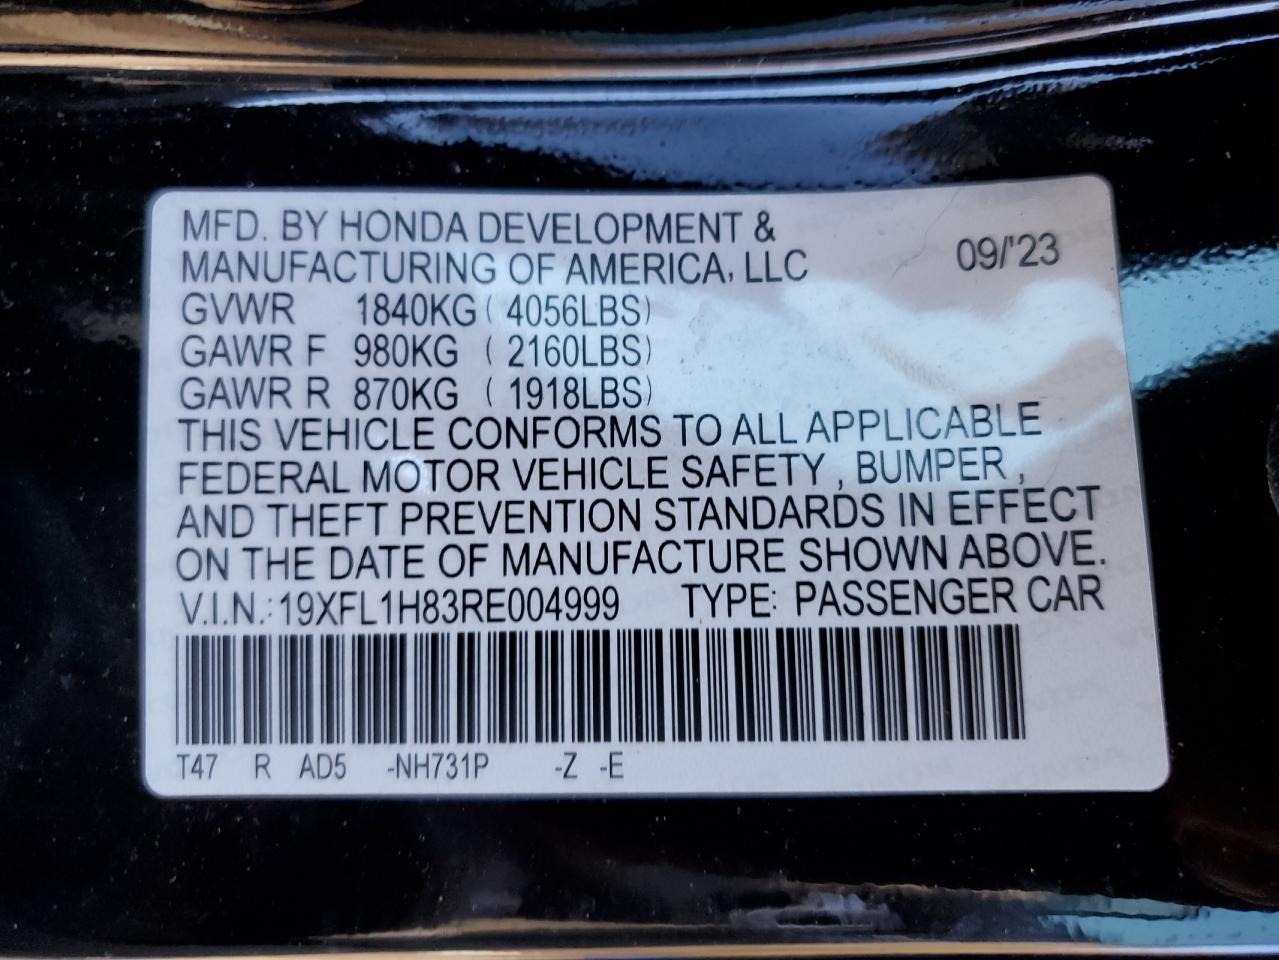 MFD. BY HONDA DEVELOPMENT &
MANUFACTURING OF AMERICA, LLC 09/'23
GVWR 1840KG ( 4056LBS)
GAWR F 980KG ( 2160LBS)
GAWR R 870KG ( 1918LBS)
THIS VEHICLE CONFORMS TO ALL APPLICABLE
FEDERAL MOTOR VEHICLE SAFETY , BUMPER ,
AND THEFT PREVENTION STANDARDS IN EFFECT
ON THE DATE OF MANUFACTURE SHOWN ABOVE.
V.I.N.: 19XFL1H83RE004999 TYPE: PASSENGER CAR
T47 R AD5 -NH731P -Z -E